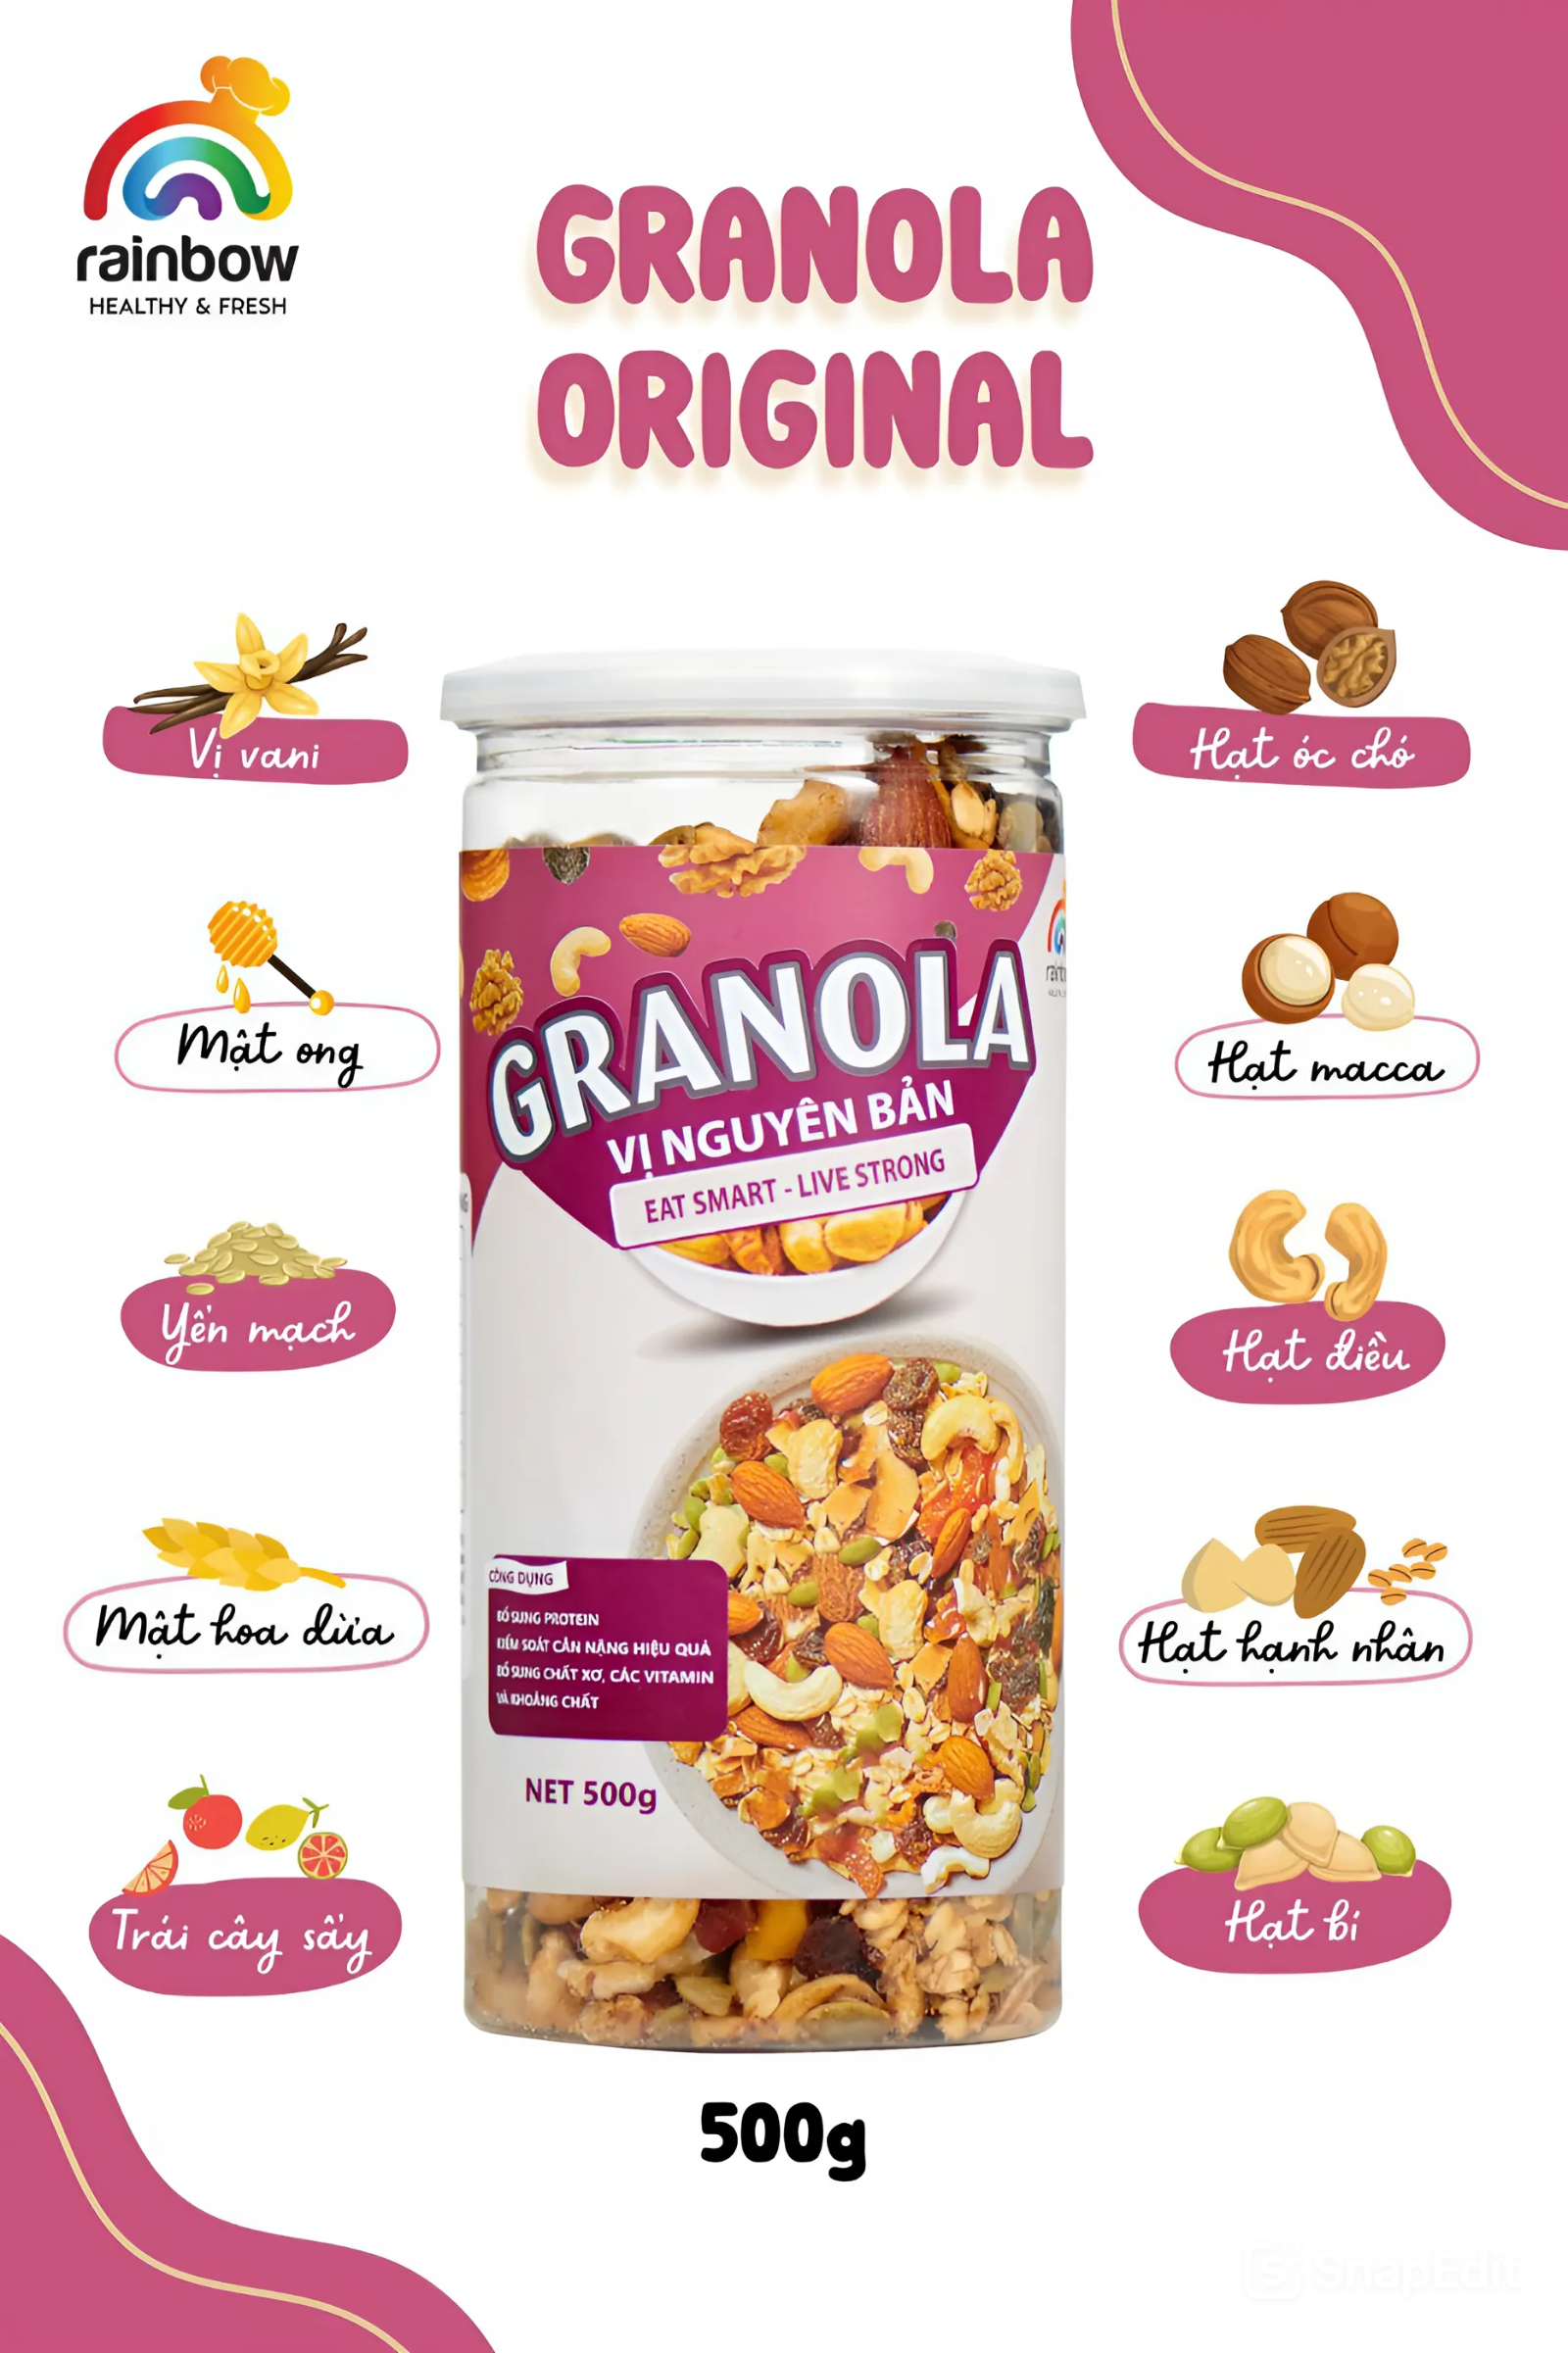 rainbow
HEALTHY & FRESH
GRANOLA
ORIGINAL
Vị vani
Hạt óc chó
Mật ong
Hạt macca
Yến mạch
Hạt điều
Mật hoa dừa
Hạt hạnh nhân
Trái cây sấy
Hạt bí
GRANOLA
VỊ NGUYÊN BẢN
EAT SMART - LIVE STRONG
CÔNG DỤNG
BỔ SUNG PROTEIN
SOÁT CÂN NẶNG HIỆU QUẢ
BỔ SUNG CHẤT XƠ, CÁC VITAMIN
VÀ KHOÁNG CHẤT
NET 500g
500g
SnapEdit